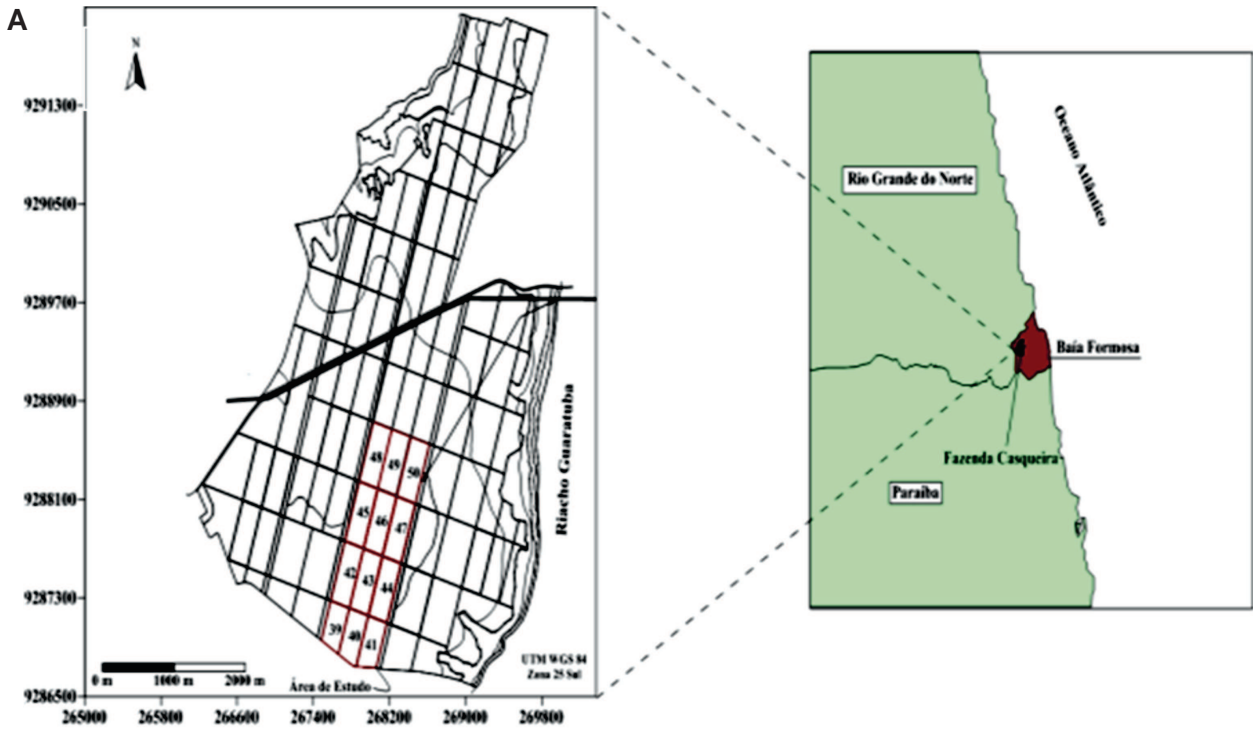 A
N
9291300
9290500
9289700
9288900
9288100
9287300
9286500
265000 265800 266600 267400 268200 269000 269800
48 49 50
45 46 47
42 43 44
39 40 41
Riacho Guaratuba
0 m 1000 m 2000 m
UTM WGS 84
Zona 25 Sul
Área de Estudo
Oceano Atlântico
Rio Grande do Norte
Baía Formosa
Fazenda Casqueira
Paraíba